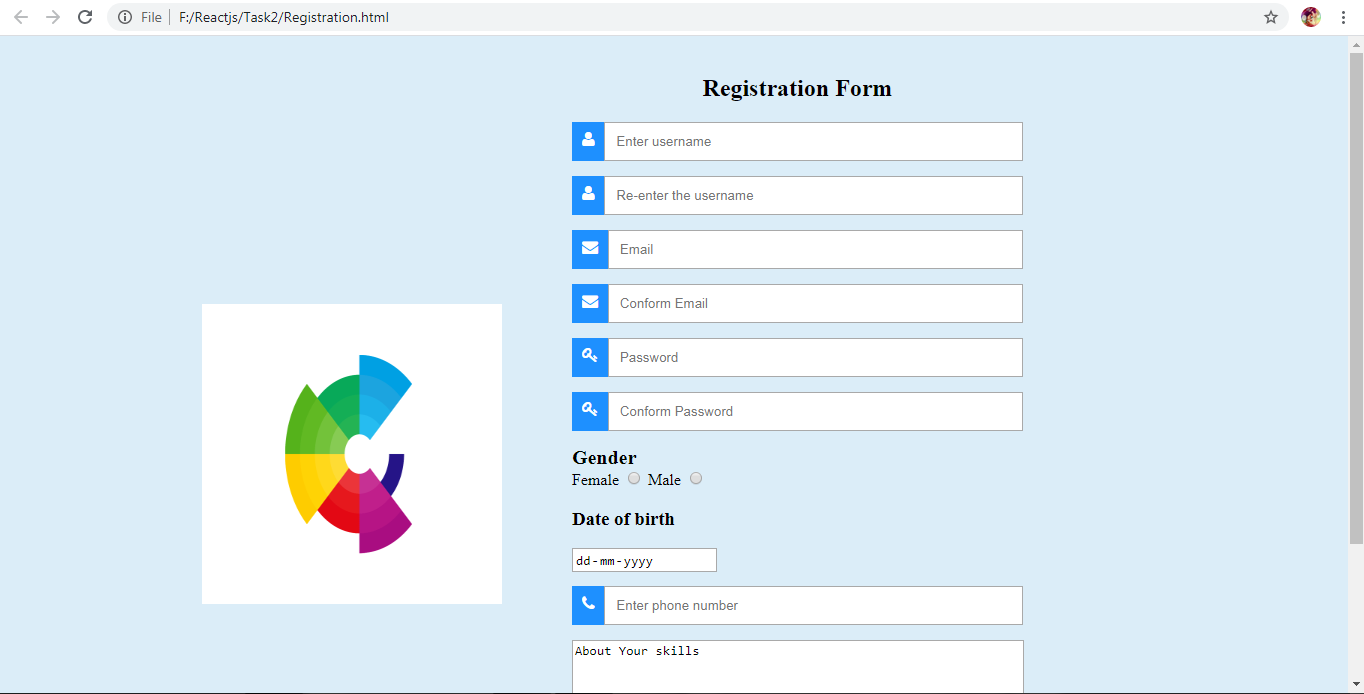 File F:/Reactjs/Task2/Registration.html
Registration Form
Enter username
Re-enter the username
Email
Conform Email
Password
Conform Password
Gender
Female Male
Date of birth
dd-mm-yyyy
Enter phone number
About Your skills